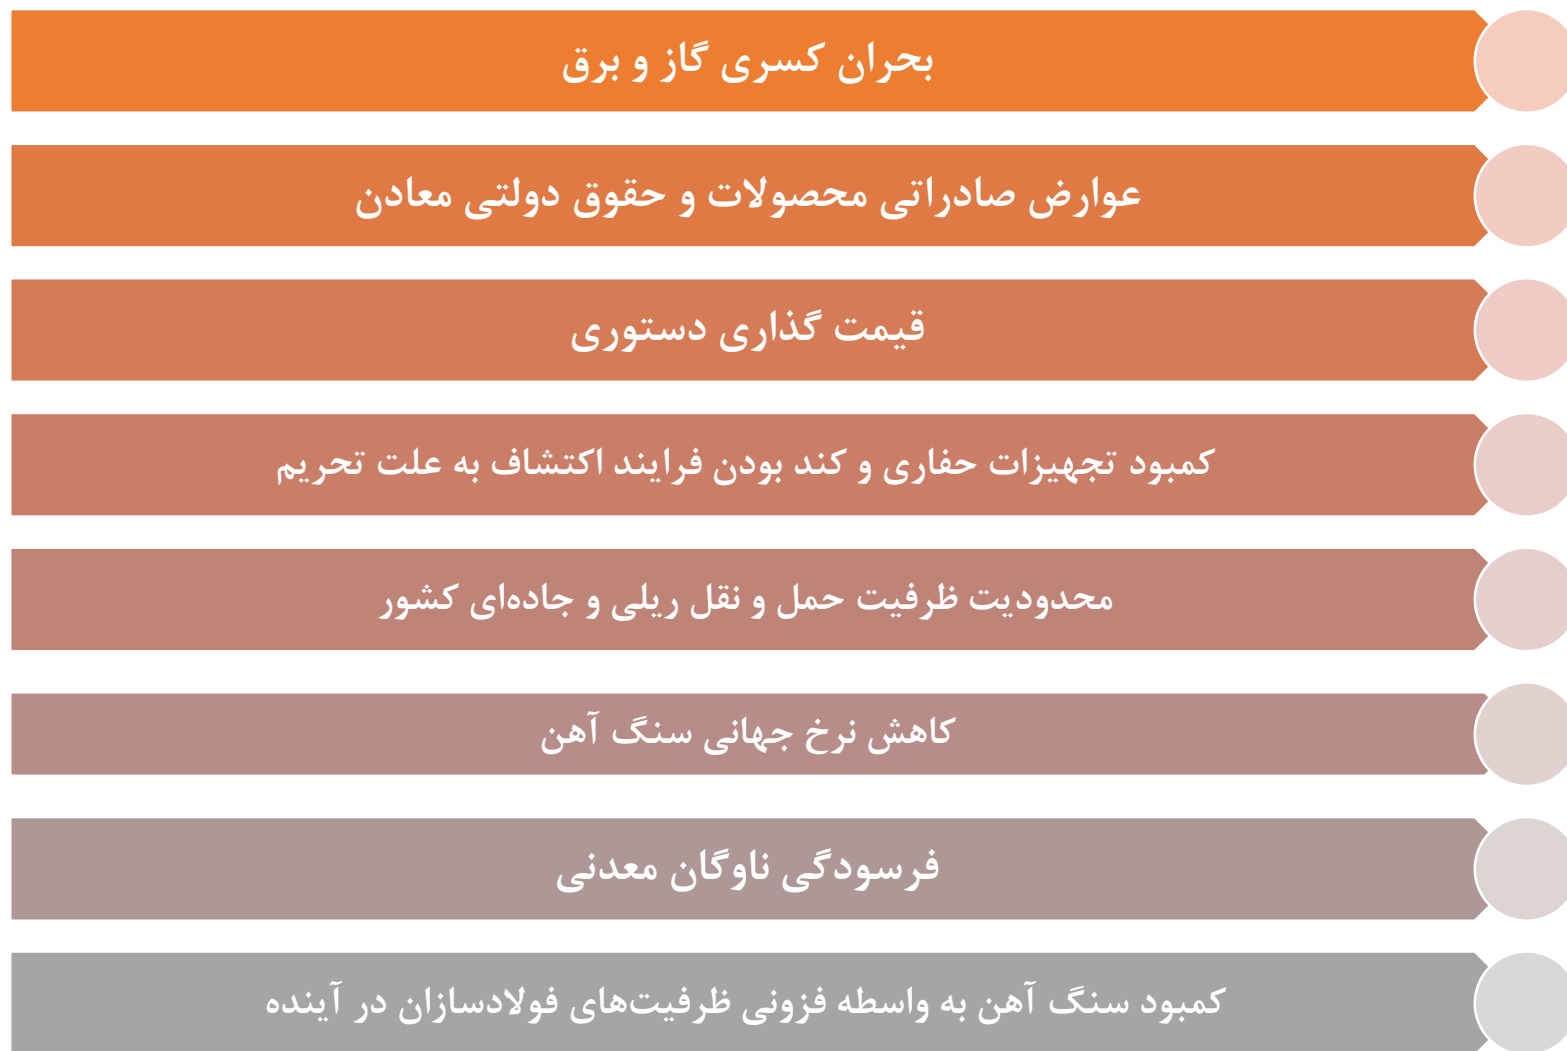 بحران کسری گاز و برق
عوارض صادراتی محصولات و حقوق دولتی معادن
قیمت گذاری دستوری
کمبود تجهیزات حفاری و کند بودن فرایند اکتشاف به علت تحریم
محدودیت ظرفیت حمل و نقل ریلی و جاده‌ای کشور
کاهش نرخ جهانی سنگ آهن
فرسودگی ناوگان معدنی
کمبود سنگ آهن به واسطه فزونی ظرفیت‌های فولادسازان در آینده